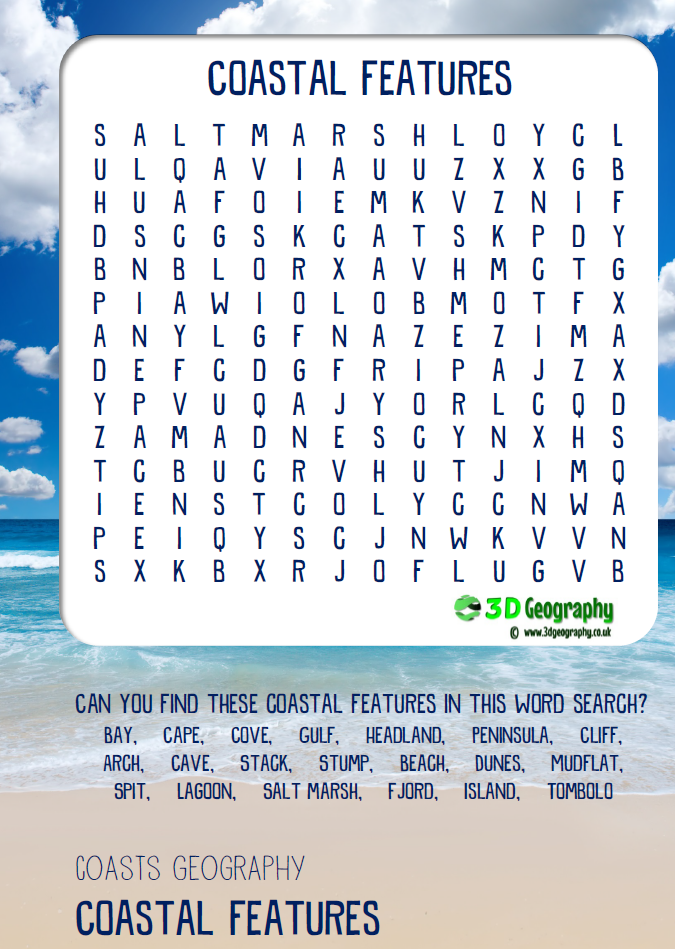 COASTAL FEATURES
S A L T M A R S H L O Y C L
U L Q A V I A U U Z X X G B
H U A F O I E M K V Z N I F
D S C G S K C A T S K P D Y
B N B L O R X A V H M C T G
P I A W I O L O B M O T F X
A N Y L G F N A Z E Z I M A
D E F C D G F R I P A J Z X
Y P V U Q A J Y O R L C Q D
Z A M A D N E S C Y N X H S
T C B U C R V H U T J I M Q
I E N S T C O L Y C C N W A
P E I Q Y S C J N W K V V N
S X K B X R J O F L U G V B
3D Geography
© www.3dgeography.co.uk
CAN YOU FIND THESE COASTAL FEATURES IN THIS WORD SEARCH?
BAY, CAPE, COVE, GULF, HEADLAND, PENINSULA, CLIFF,
ARCH, CAVE, STACK, STUMP, BEACH, DUNES, MUDFLAT,
SPIT, LAGOON, SALT MARSH, FJORD, ISLAND, TOMBOLO
COASTS GEOGRAPHY
COASTAL FEATURES